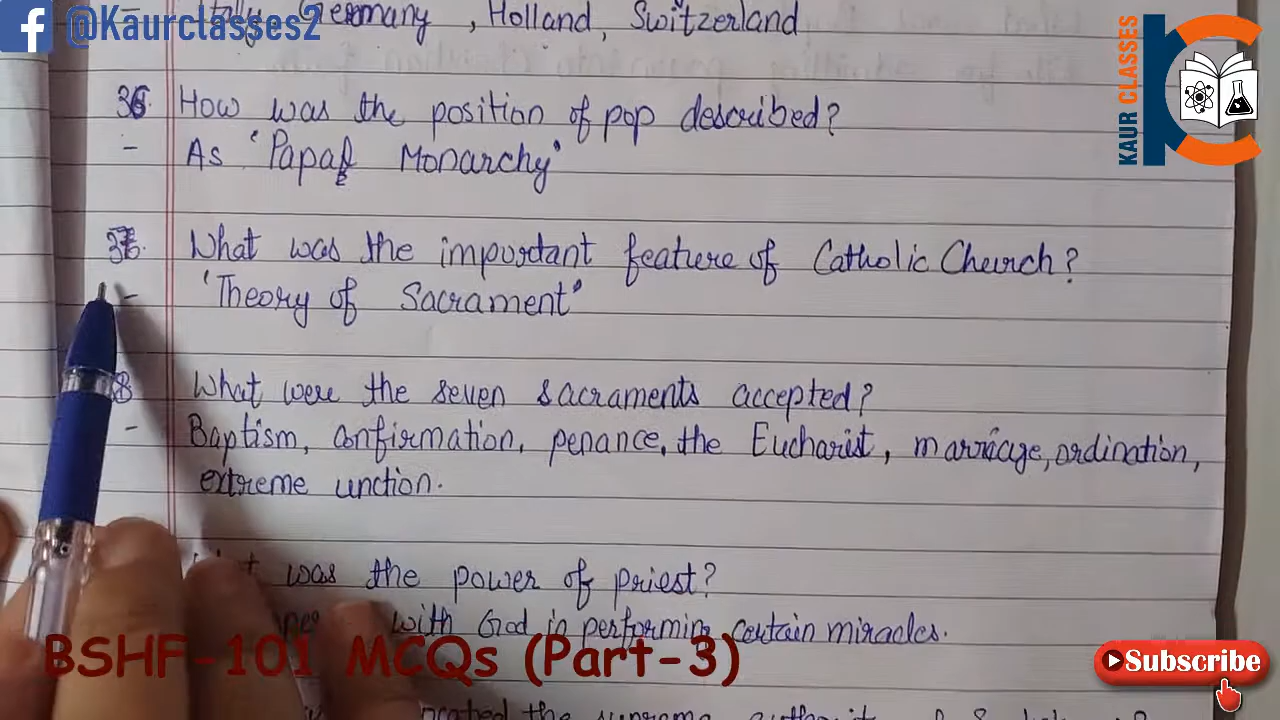 @Kaurclasses2
Germany, Holland, Switzerland
KAUR CLASSES
36. How was the position of pop described?
- As 'Papal Monarchy'
37. What was the important feature of Catholic Church?
- 'Theory of Sacrament'
8 What were the seven sacraments accepted?
- Baptism, confirmation, penance, the Eucharist, marriage, ordination,
extreme unction.
was the power of priest?
with God in performing certain miracles.
BSHF-101 MCQs (Part-3)
Subscribe
the supreme